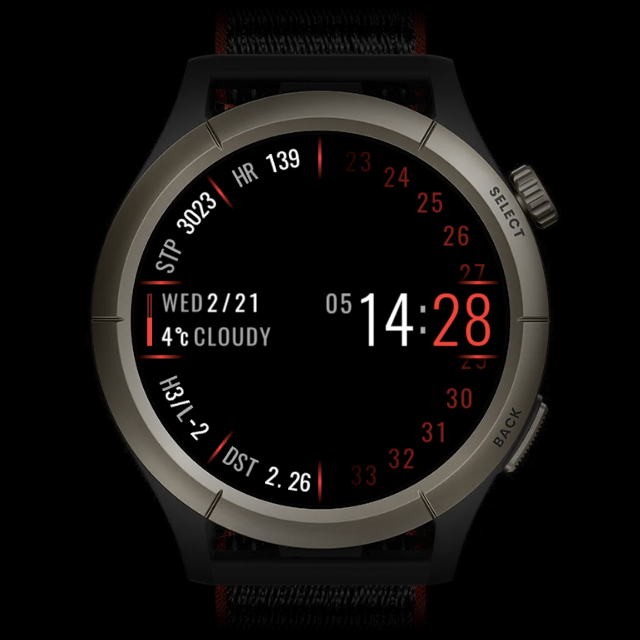 HR 139
STP 3023
WED 2/21
4℃ CLOUDY
H3/L-2
DST 2.26
05 14:28
23
24
25
26
27
29
30
31
32
33
SELECT
BACK